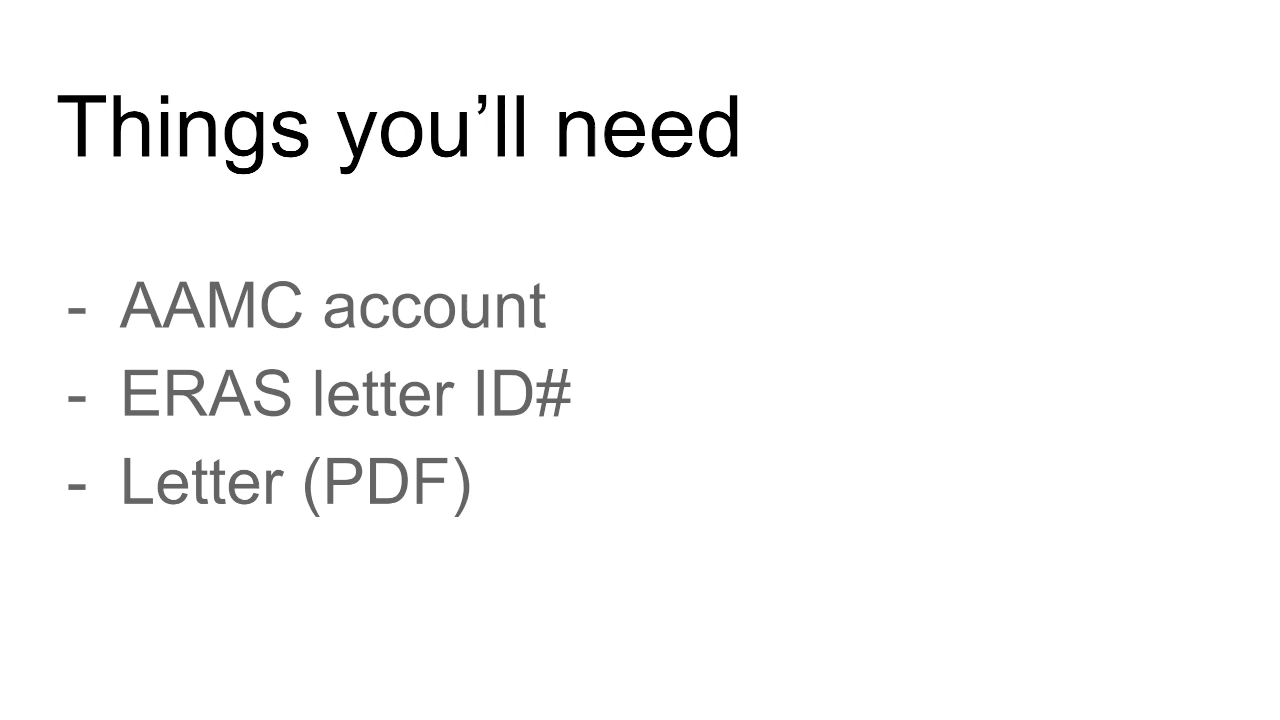 Things you’ll need
- AAMC account
- ERAS letter ID#
- Letter (PDF)